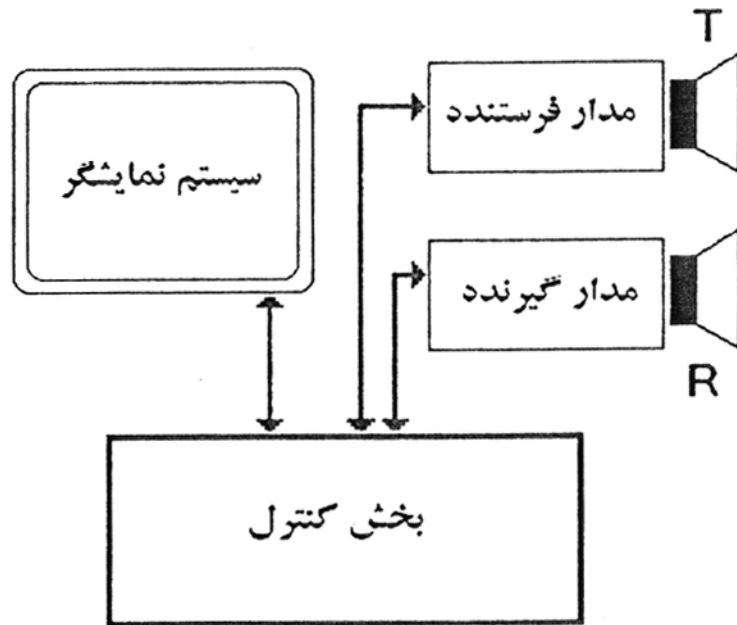 T
مدار فرستنده
سیستم نمایشگر
مدار گیرنده
R
بخش کنترل